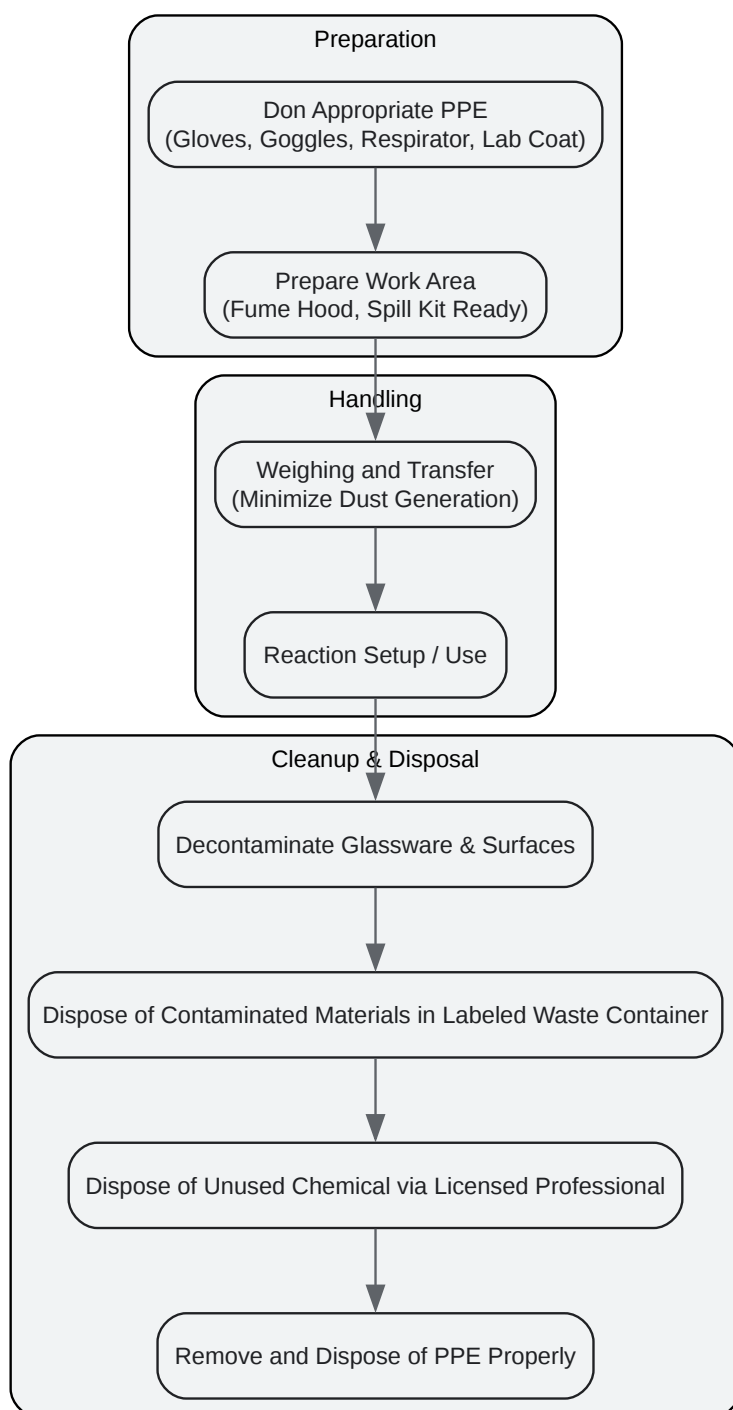 Preparation
Don Appropriate PPE
(Gloves, Goggles, Respirator, Lab Coat)
Prepare Work Area
(Fume Hood, Spill Kit Ready)
Handling
Weighing and Transfer
(Minimize Dust Generation)
Reaction Setup / Use
Cleanup & Disposal
Decontaminate Glassware & Surfaces
Dispose of Contaminated Materials in Labeled Waste Container
Dispose of Unused Chemical via Licensed Professional
Remove and Dispose of PPE Properly